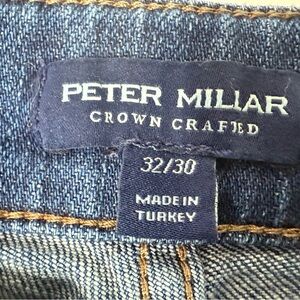 PETER MILLAR
CROWN CRAFTED
32/30
MADE IN
TURKEY